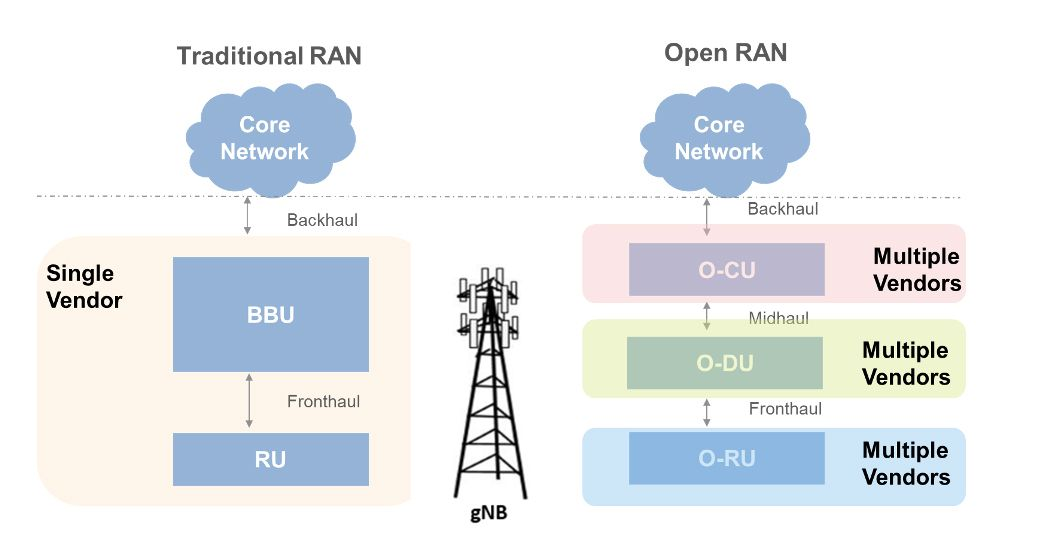 Traditional RAN
Core
Network
Backhaul
Single
Vendor
BBU
Fronthaul
RU
gNB
Open RAN
Core
Network
Backhaul
O-CU
Multiple
Vendors
Midhaul
O-DU
Multiple
Vendors
Fronthaul
O-RU
Multiple
Vendors